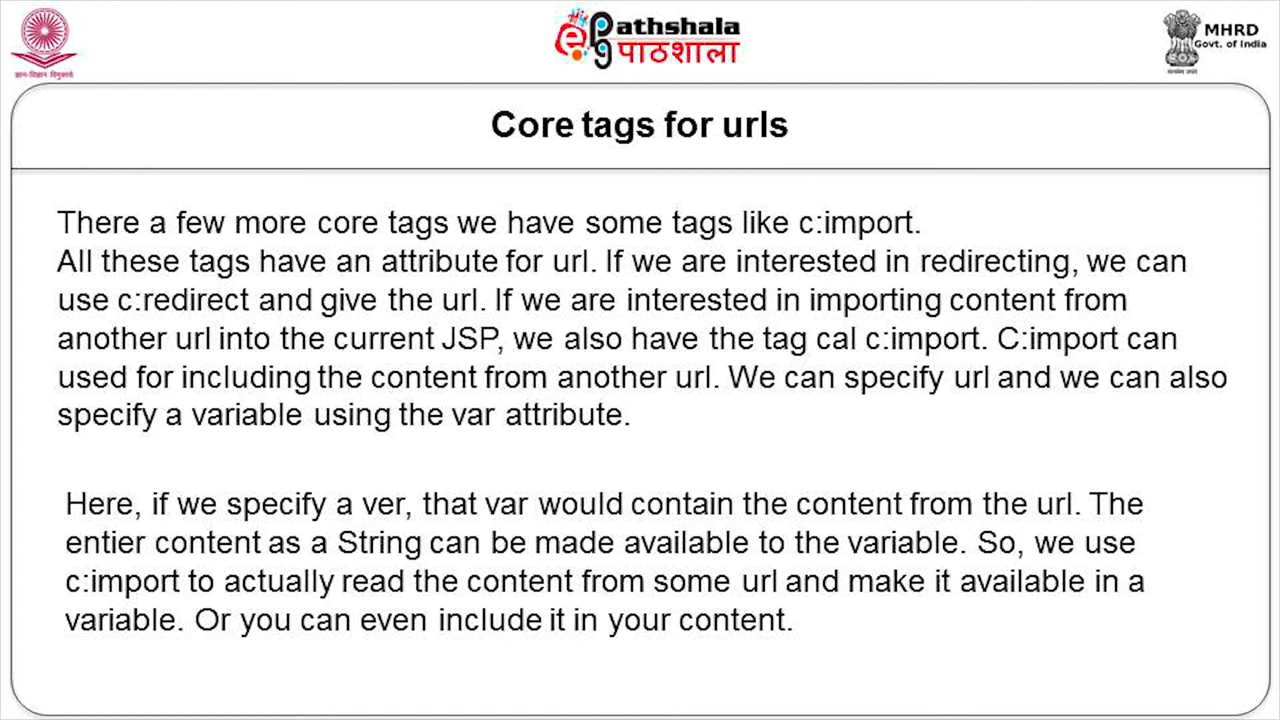 ज्ञान-विज्ञान विमुक्तये
ePathshala
पाठशाला
MHRD
Govt. of India
Core tags for urls
There a few more core tags we have some tags like c:import.
All these tags have an attribute for url. If we are interested in redirecting, we can
use c:redirect and give the url. If we are interested in importing content from
another url into the current JSP, we also have the tag cal c:import. C:import can
used for including the content from another url. We can specify url and we can also
specify a variable using the var attribute.
Here, if we specify a ver, that var would contain the content from the url. The
entier content as a String can be made available to the variable. So, we use
c:import to actually read the content from some url and make it available in a
variable. Or you can even include it in your content.